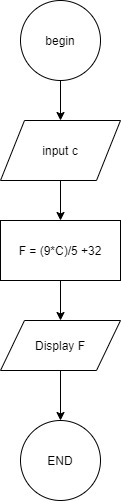 begin
input c
F = (9*C)/5 +32
Display F
END